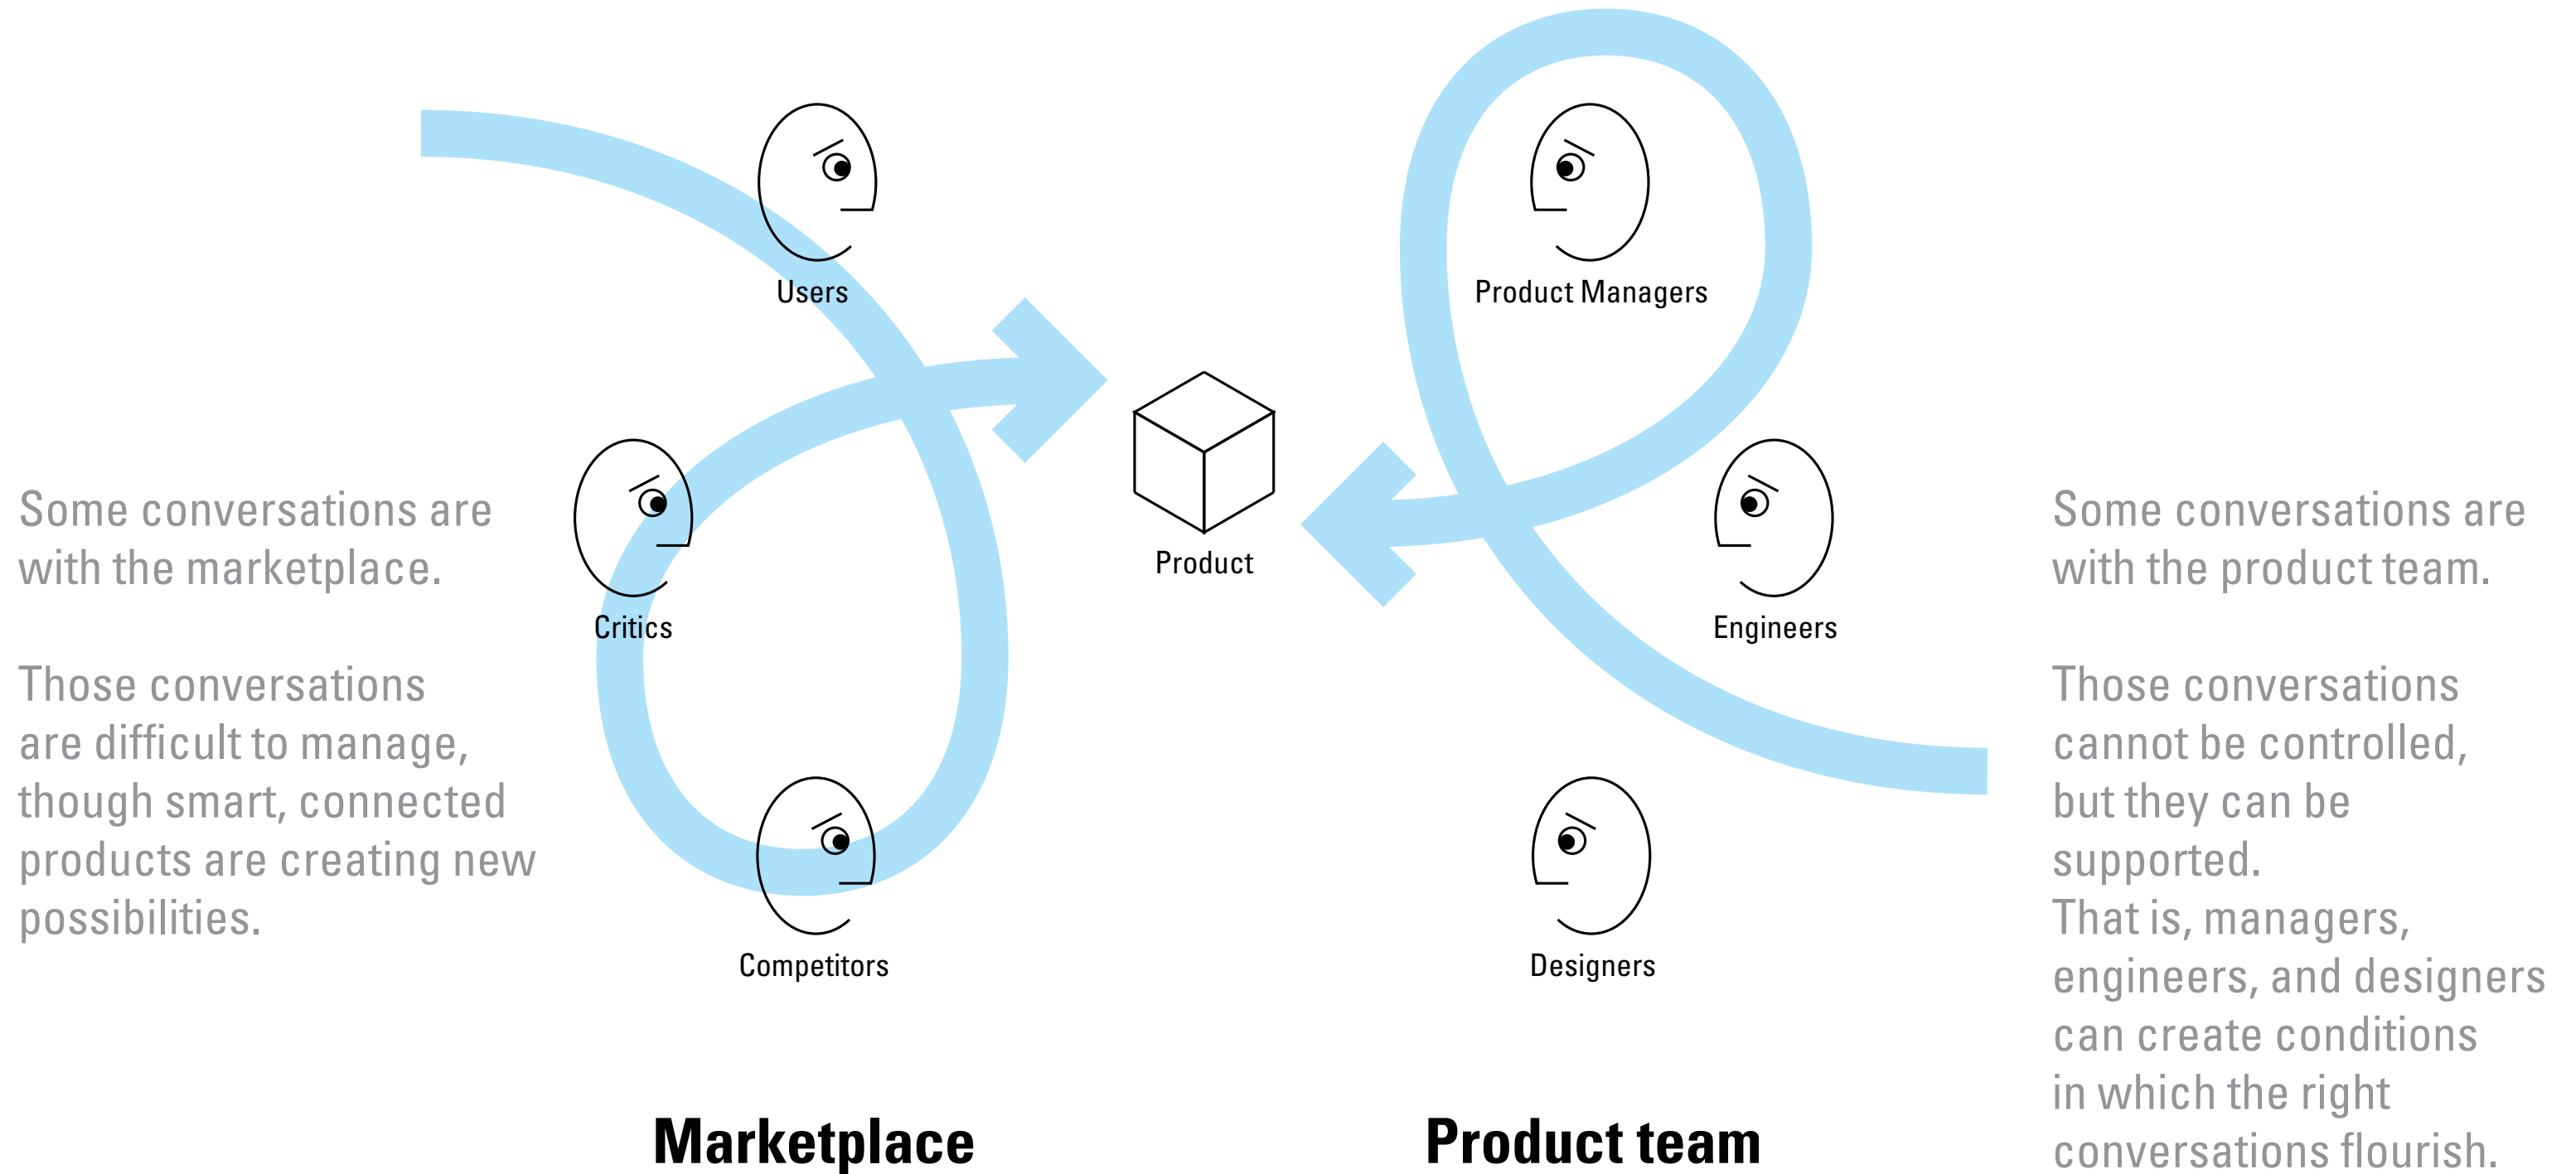 Some conversations are
with the marketplace.
Those conversations
are difficult to manage,
though smart, connected
products are creating new
possibilities.
Users
Critics
Competitors
Marketplace
Product
Product Managers
Engineers
Designers
Product team
Some conversations are
with the product team.
Those conversations
cannot be controlled,
but they can be
supported.
That is, managers,
engineers, and designers
can create conditions
in which the right
conversations flourish.